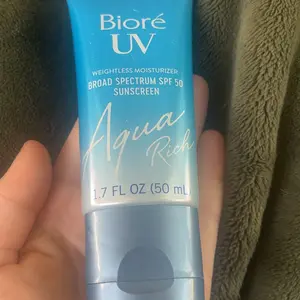 Bioré
UV
WEIGHTLESS MOISTURIZER
BROAD SPECTRUM SPF 50
SUNSCREEN
Aqua
Rich
1.7 FL OZ (50 mL